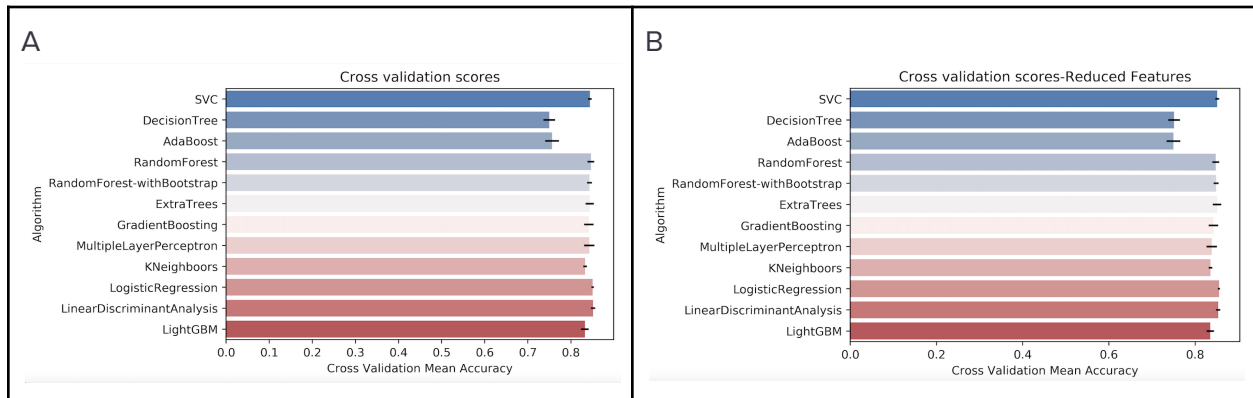 A
Cross validation scores
Algorithm
SVC
DecisionTree
AdaBoost
RandomForest
RandomForest-withBootstrap
ExtraTrees
GradientBoosting
MultipleLayerPerceptron
KNeighboors
LogisticRegression
LinearDiscriminantAnalysis
LightGBM
0.0 0.1 0.2 0.3 0.4 0.5 0.6 0.7 0.8
Cross Validation Mean Accuracy
B
Cross validation scores-Reduced Features
Algorithm
SVC
DecisionTree
AdaBoost
RandomForest
RandomForest-withBootstrap
ExtraTrees
GradientBoosting
MultipleLayerPerceptron
KNeighboors
LogisticRegression
LinearDiscriminantAnalysis
LightGBM
0.0 0.2 0.4 0.6 0.8
Cross Validation Mean Accuracy